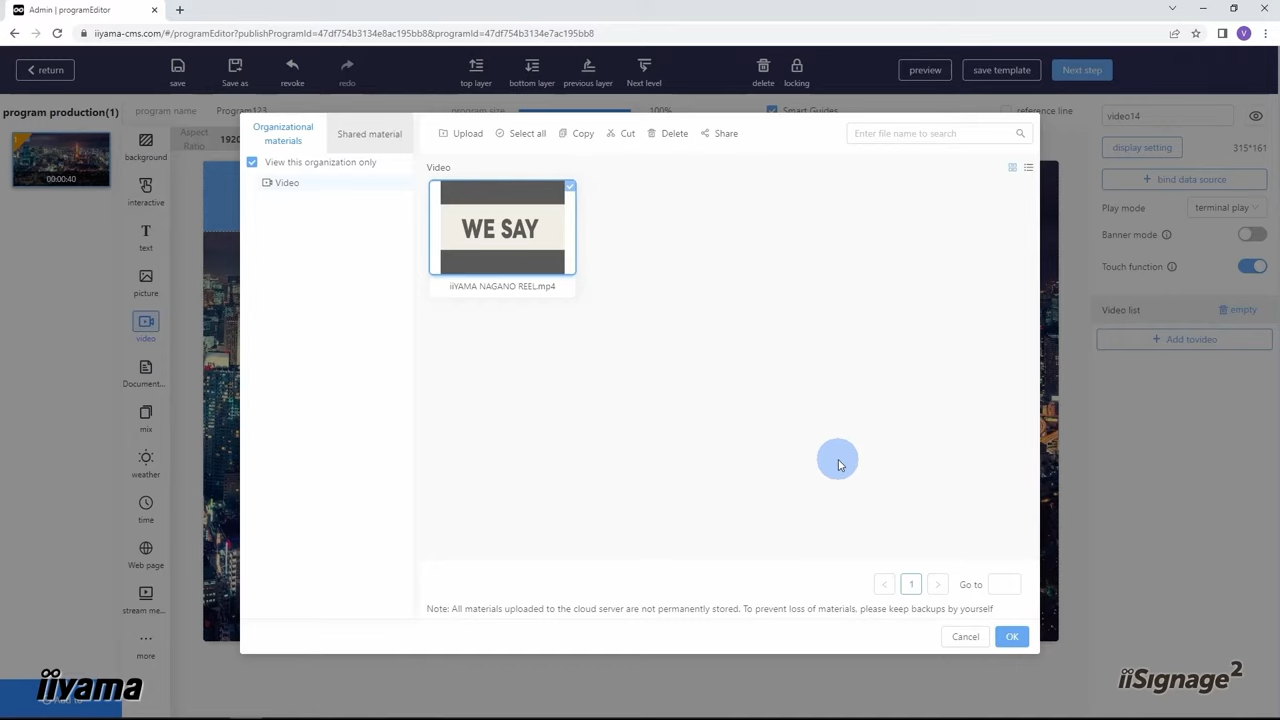 Admin | programEditor
iiyama-cms.com/#/programEditor?publishProgramId=47df754b3134e8ac195bb8&programId=47df754b3134e7ac195bb8
V
return
save
Save as
revoke
redo
top layer
bottom layer
previous layer
Next level
delete
locking
preview
save template
Next step
program production(1)
program name
Program123
program size
100%
Smart Guides
reference line
Aspect
Ratio
1920
1
00:00:40
background
interactive
text
picture
video
Document...
mix
weather
time
Web page
stream me...
more
Organizational
materials
Shared material
View this organization only
Video
Upload
Select all
Copy
Cut
Delete
Share
Enter file name to search
Video
WE SAY
iiYAMA NAGANO REEL.mp4
1
Go to
Note: All materials uploaded to the cloud server are not permanently stored. To prevent loss of materials, please keep backups by yourself
Cancel
OK
video14
display setting
315*161
+ bind data source
Play mode
terminal play
Banner mode
Touch function
Video list
empty
+ Add tovideo
iiyama
iiSignage²